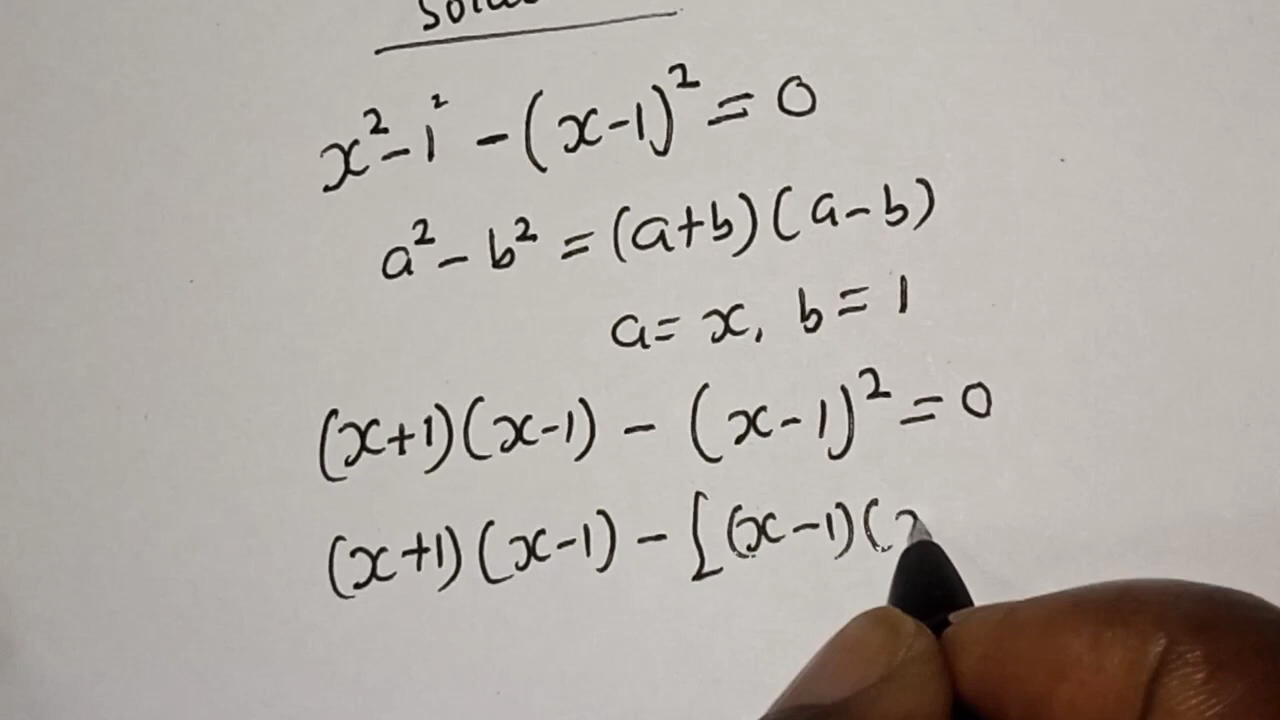 x² - 1² - (x-1)² = 0
a² - b² = (a+b)(a-b)
a = x, b = 1
(x+1)(x-1) - (x-1)² = 0
(x+1)(x-1) - [(x-1)(